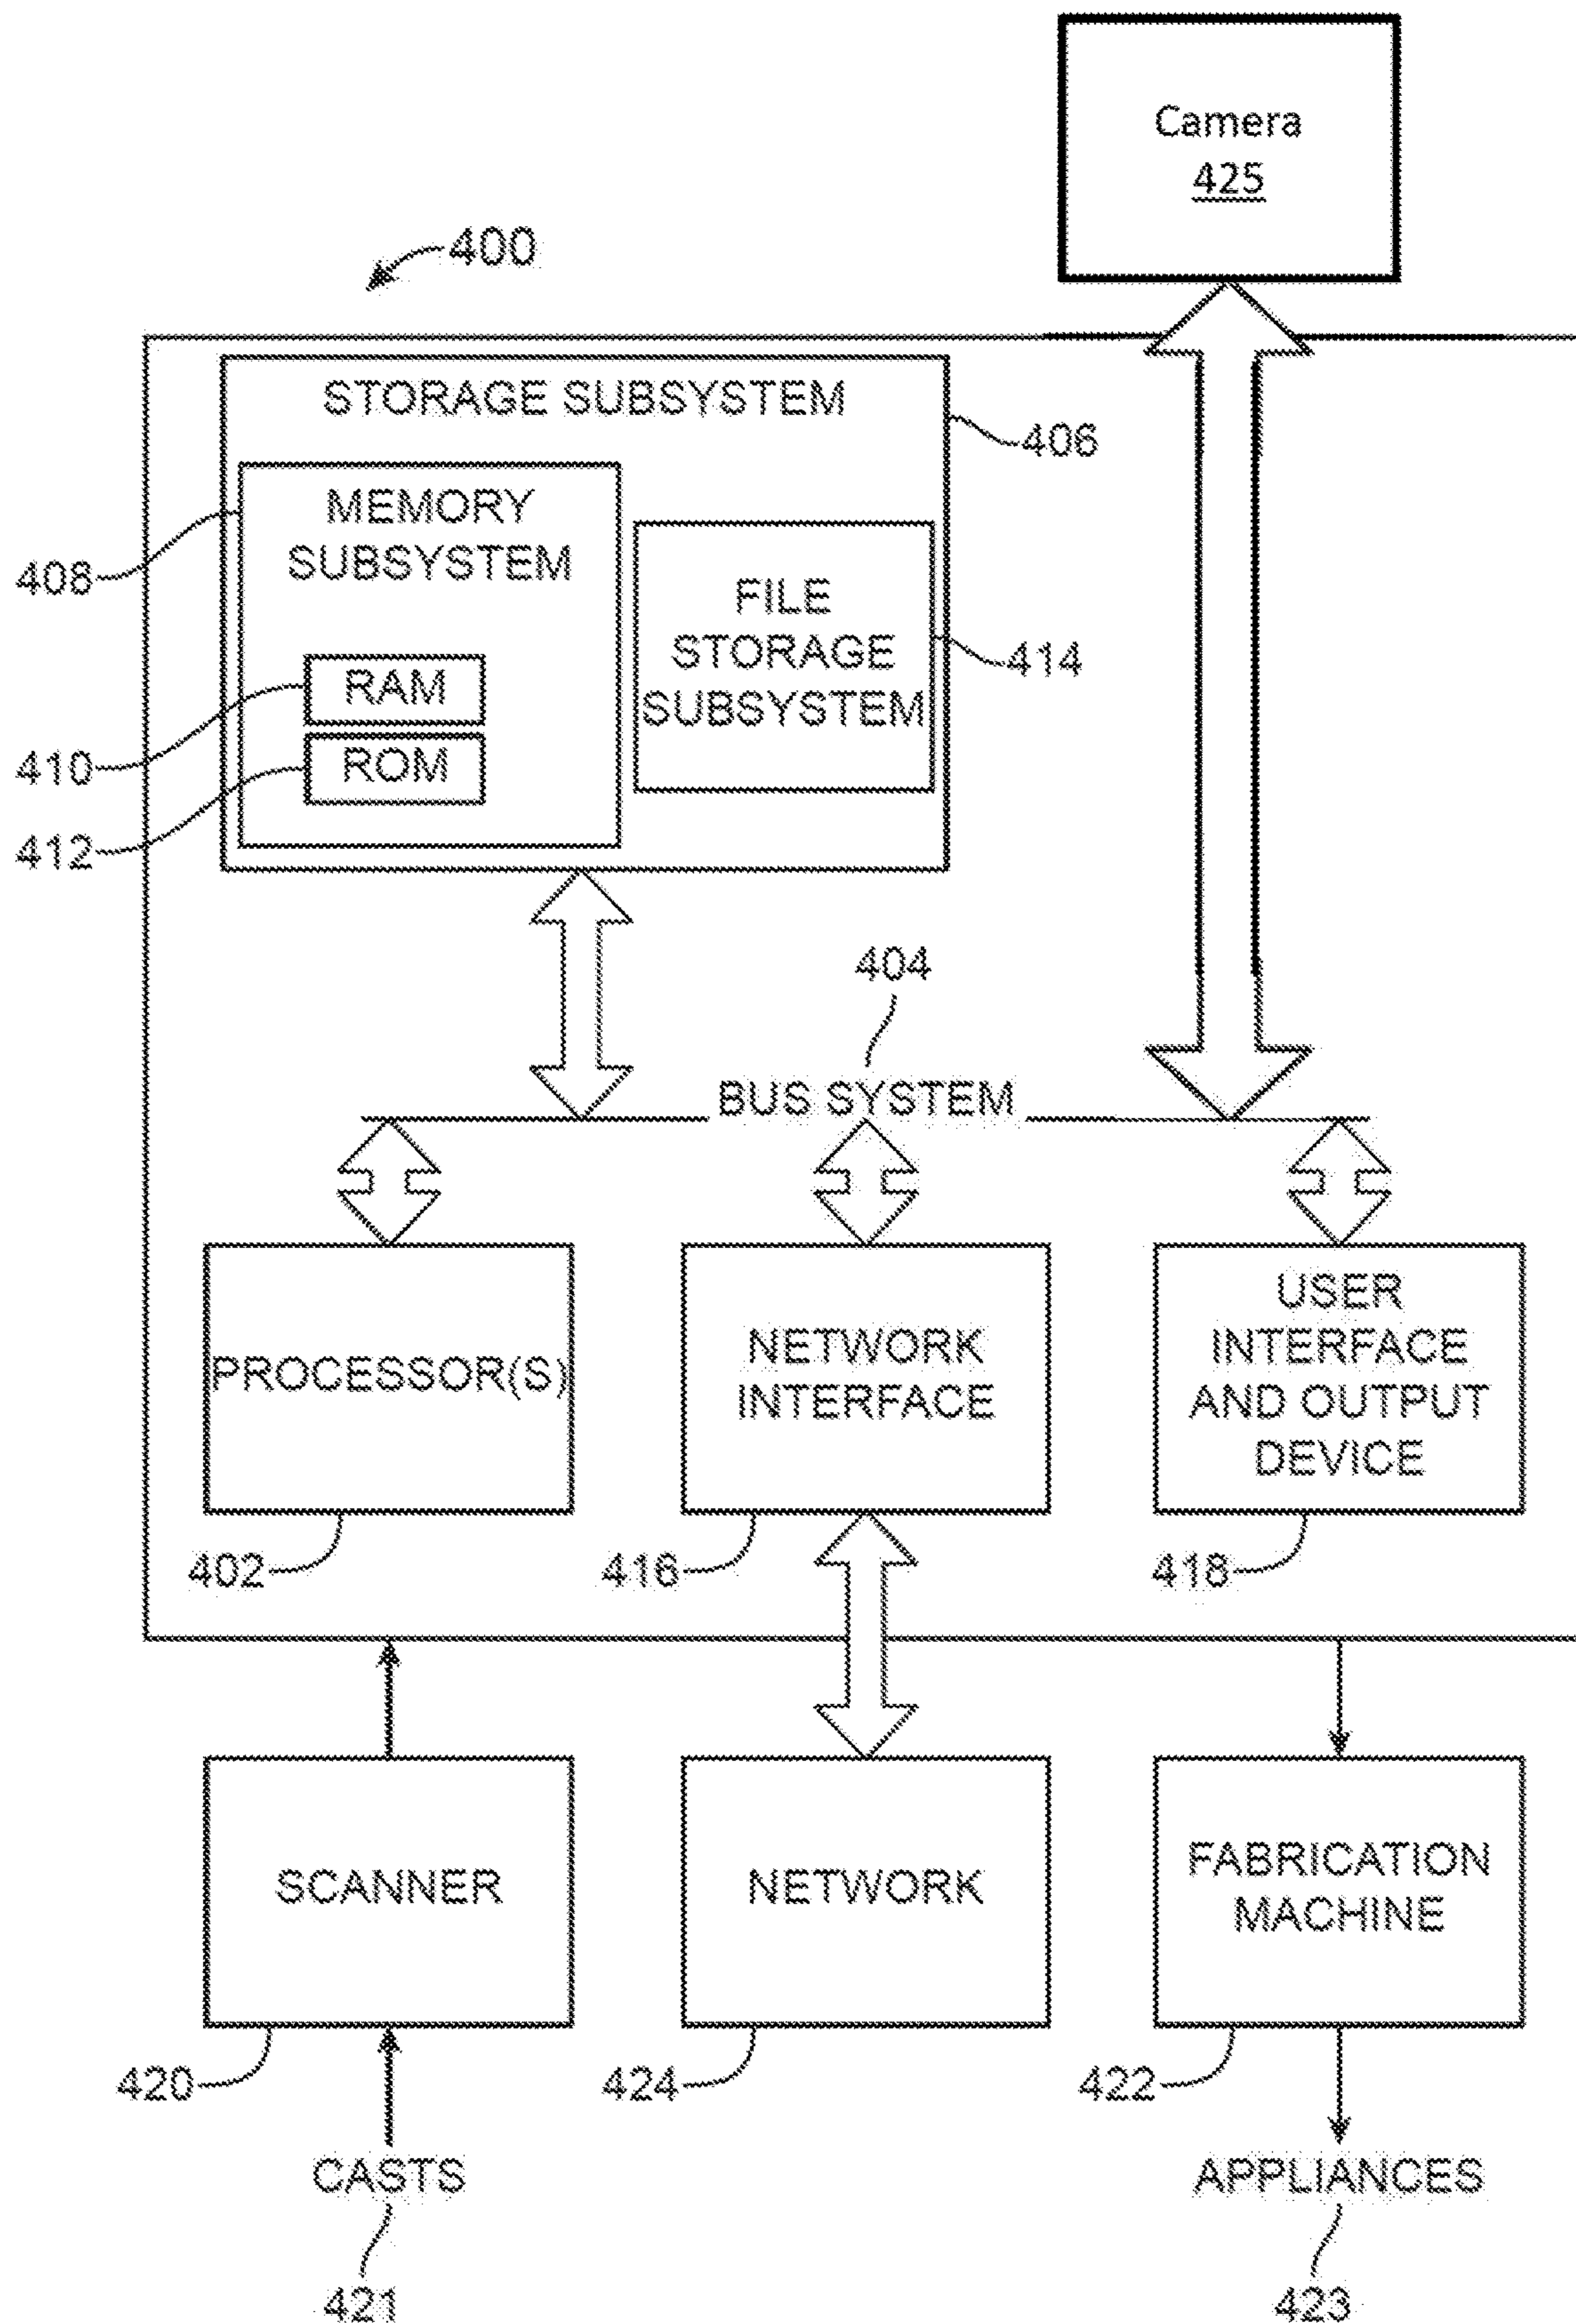 Camera
425
400
STORAGE SUBSYSTEM
406
MEMORY
SUBSYSTEM
408
FILE
STORAGE
SUBSYSTEM
414
RAM
410
ROM
412
404
BUS SYSTEM
PROCESSOR(S)
NETWORK
INTERFACE
USER
INTERFACE
AND OUTPUT
DEVICE
402
416
418
SCANNER
NETWORK
FABRICATION
MACHINE
420
424
422
CASTS
APPLIANCES
421
423